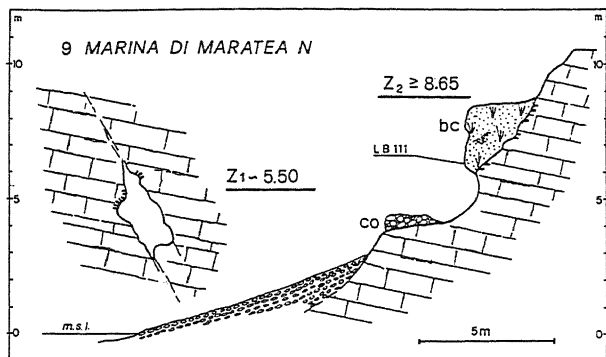 m
m
9 MARINA DI MARATEA N
10
10
Z₂ ≥ 8.65
bc
LB 111
Z1~ 5.50
5
5
co
m.s.l.
0
0
5m